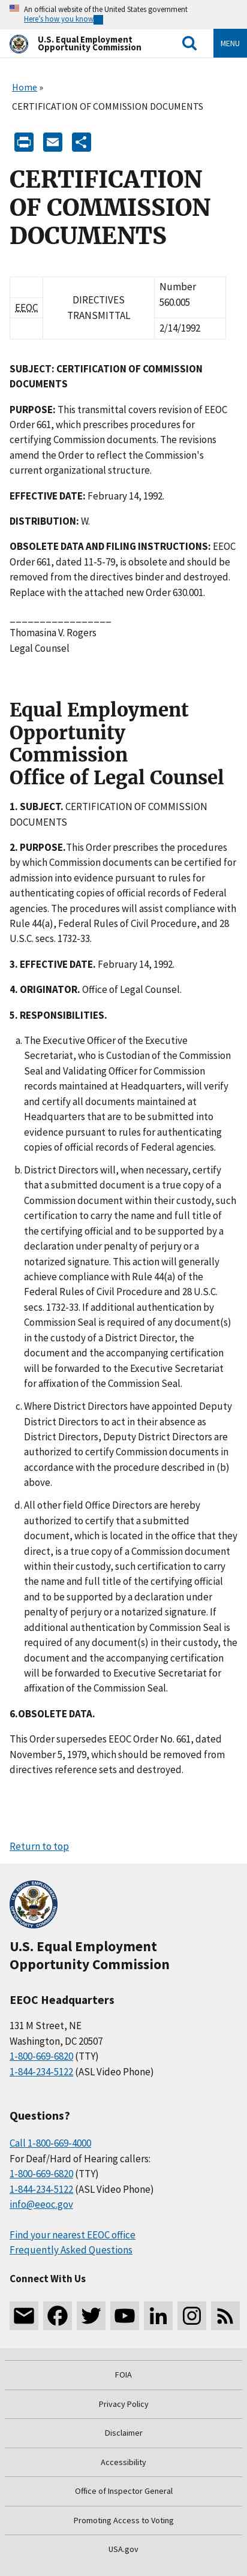 An official website of the United States government
Here's how you know
U.S. Equal Employment
Opportunity Commission
MENU
Home »
CERTIFICATION OF COMMISSION DOCUMENTS
CERTIFICATION
OF COMMISSION
DOCUMENTS
EEOC
DIRECTIVES
TRANSMITTAL
Number
560.005
2/14/1992
SUBJECT: CERTIFICATION OF COMMISSION
DOCUMENTS
PURPOSE: This transmittal covers revision of EEOC
Order 661, which prescribes procedures for
certifying Commission documents. The revisions
amend the Order to reflect the Commission's
current organizational structure.
EFFECTIVE DATE: February 14, 1992.
DISTRIBUTION: W.
OBSOLETE DATA AND FILING INSTRUCTIONS: EEOC
Order 661, dated 11-5-79, is obsolete and should be
removed from the directives binder and destroyed.
Replace with the attached new Order 630.001.
_________________
Thomasina V. Rogers
Legal Counsel
Equal Employment
Opportunity
Commission
Office of Legal Counsel
1. SUBJECT. CERTIFICATION OF COMMISSION
DOCUMENTS
2. PURPOSE.This Order prescribes the procedures
by which Commission documents can be certified for
admission into evidence pursuant to rules for
authenticating copies of official records of Federal
agencies. The procedures will assist compliance with
Rule 44(a), Federal Rules of Civil Procedure, and 28
U.S.C. secs. 1732-33.
3. EFFECTIVE DATE. February 14, 1992.
4. ORIGINATOR. Office of Legal Counsel.
5. RESPONSIBILITIES.
a. The Executive Officer of the Executive
Secretariat, who is Custodian of the Commission
Seal and Validating Officer for Commission
records maintained at Headquarters, will verify
and certify all documents maintained at
Headquarters that are to be submitted into
evidence pursuant to rules for authenticating
copies of official records of Federal agencies.
b. District Directors will, when necessary, certify
that a submitted document is a true copy of a
Commission document within their custody, such
certification to carry the name and full title of
the certifying official and to be supported by a
declaration under penalty of perjury or a
notarized signature. This action will generally
achieve compliance with Rule 44(a) of the
Federal Rules of Civil Procedure and 28 U.S.C.
secs. 1732-33. If additional authentication by
Commission Seal is required of any document(s)
in the custody of a District Director, the
document and the accompanying certification
will be forwarded to the Executive Secretariat
for affixation of the Commission Seal.
c. Where District Directors have appointed Deputy
District Directors to act in their absence as
District Directors, Deputy District Directors are
authorized to certify Commission documents in
accordance with the procedure described in (b)
above.
d. All other field Office Directors are hereby
authorized to certify that a submitted
document, which is located in the office that they
direct, is a true copy of a Commission document
within their custody, such certification to carry
the name and full title of the certifying official
and to be supported by a declaration under
penalty of perjury or a notarized signature. If
additional authentication by Commission Seal is
required of any document(s), the document(s)
and the accompanying certification will be
forwarded to Executive Secretariat for
affixation of the Commission Seal.
6.OBSOLETE DATA.
This Order supersedes EEOC Order No. 661, dated
November 5, 1979, which should be removed from
directives reference sets and destroyed.
Return to top
U.S. Equal Employment
Opportunity Commission
EEOC Headquarters
131 M Street, NE
Washington, DC 20507
1-800-669-6820 (TTY)
1-844-234-5122 (ASL Video Phone)
Questions?
Call 1-800-669-4000
For Deaf/Hard of Hearing callers:
1-800-669-6820 (TTY)
1-844-234-5122 (ASL Video Phone)
info@eeoc.gov
Find your nearest EEOC office
Frequently Asked Questions
Connect With Us
FOIA
Privacy Policy
Disclaimer
Accessibility
Office of Inspector General
Promoting Access to Voting
USA.gov